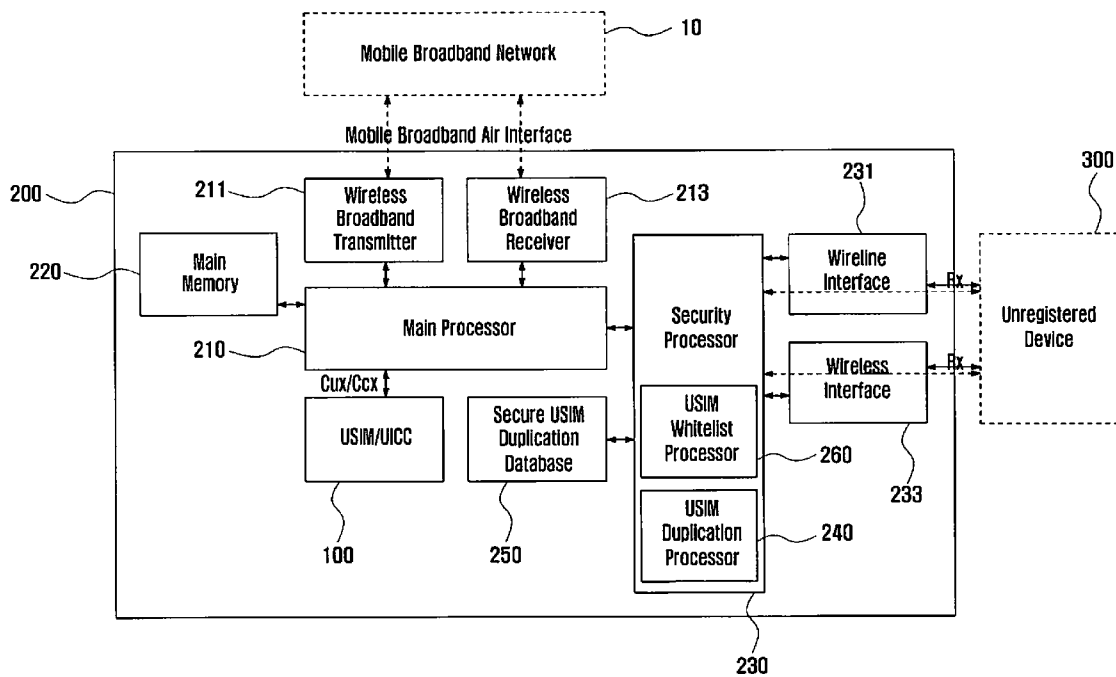 10
Mobile Broadband Network
Mobile Broadband Air Interface
200
211
Wireless
Broadband
Transmitter
Wireless
Broadband
Receiver
213
231
300
220
Main
Memory
Wireline
Interface
Rx
Main Processor
210
Security
Processor
Unregistered
Device
Wireless
Interface
Rx
Cux/Ccx
USIM/UICC
Secure USIM
Duplication
Database
USIM
Whitelist
Processor
260
233
USIM
Duplication
Processor
240
100
250
230